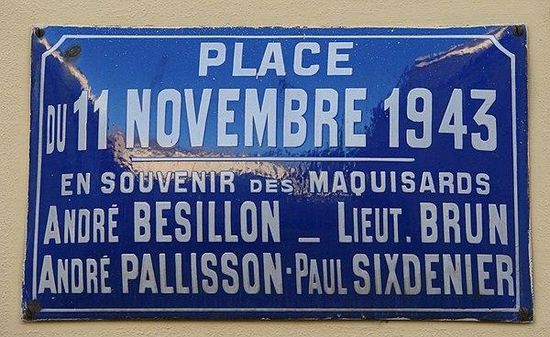 PLACE
DU 11 NOVEMBRE 1943
EN SOUVENIR DES MAQUISARDS
ANDRÉ BESILLON _ LIEUT. BRUN
ANDRÉ PALLISSON · PAUL SIXDENIER